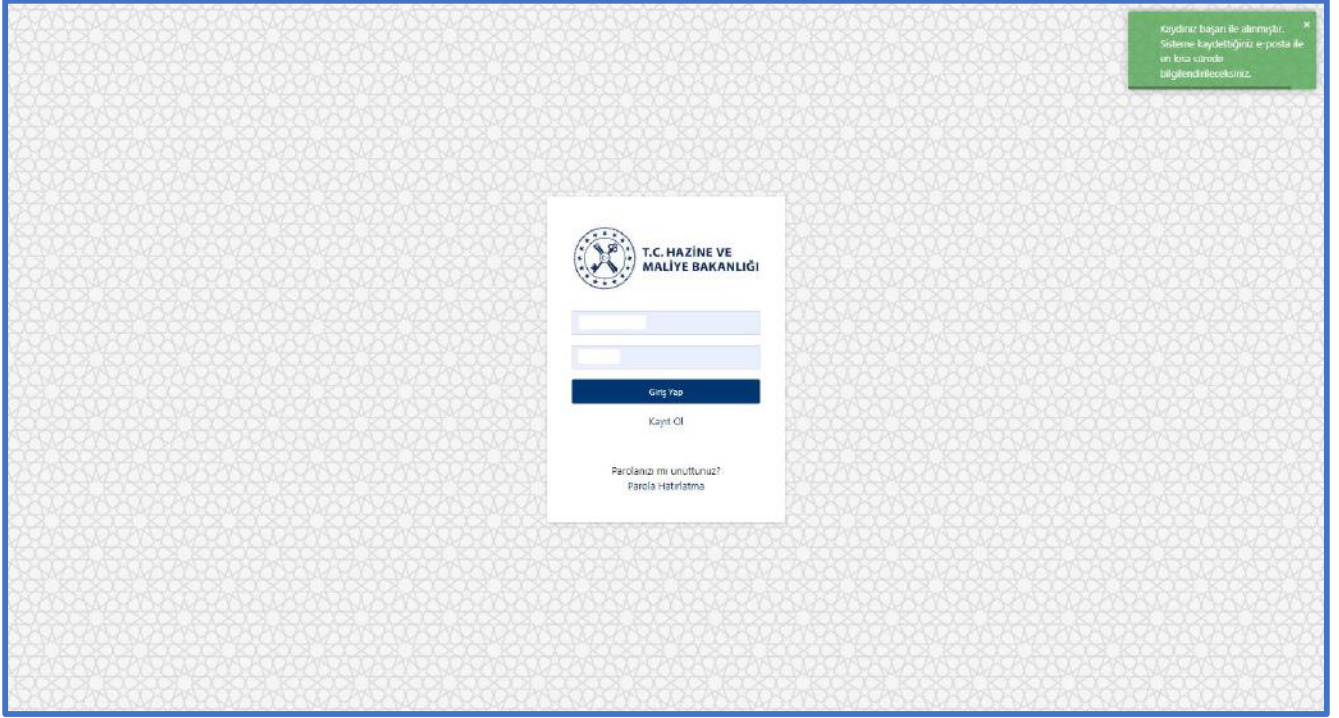 Kaydınız başarı ile alınmıştır.
Sisteme kaydettiğiniz e-posta ile
en kısa sürede
bilgilendirileceksiniz.
T.C. HAZİNE VE
MALİYE BAKANLIĞI
Giriş Yap
Kayıt Ol
Parolanızı mı unuttunuz?
Parola Hatırlatma